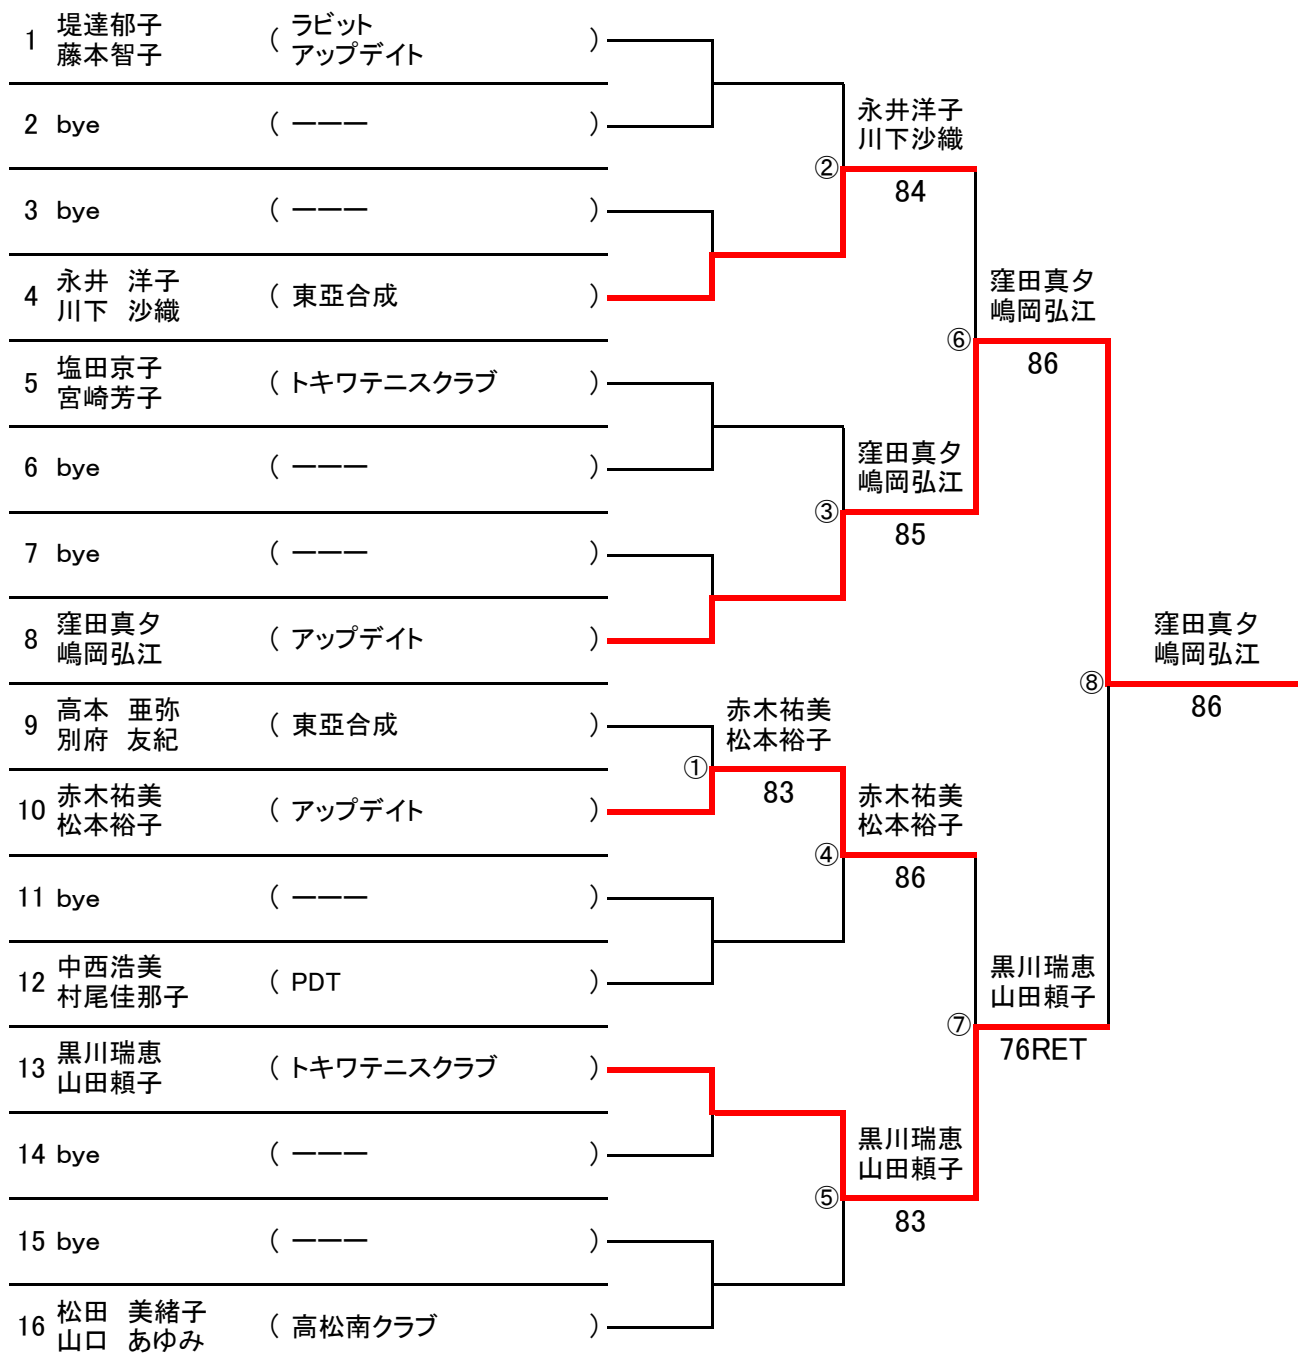 1 堤達郁子 ( ラビット )
藤本智子 アップデイト
2 bye ( ーーー )
3 bye ( ーーー )
4 永井 洋子 ( 東亞合成 )
川下 沙織
5 塩田京子 ( トキワテニスクラブ )
宮崎芳子
6 bye ( ーーー )
7 bye ( ーーー )
8 窪田真夕 ( アップデイト )
嶋岡弘江
9 高本 亜弥 ( 東亞合成 )
別府 友紀
10 赤木祐美 ( アップデイト )
松本裕子
11 bye ( ーーー )
12 中西浩美 ( PDT )
村尾佳那子
13 黒川瑞恵 ( トキワテニスクラブ )
山田頼子
14 bye ( ーーー )
15 bye ( ーーー )
16 松田 美緒子 ( 高松南クラブ )
山口 あゆみ
①
赤木祐美
松本裕子
83
②
永井洋子
川下沙織
84
③
窪田真夕
嶋岡弘江
85
④
赤木祐美
松本裕子
86
⑤
黒川瑞恵
山田頼子
83
⑥
窪田真夕
嶋岡弘江
86
⑦
黒川瑞恵
山田頼子
76RET
⑧
窪田真夕
嶋岡弘江
86